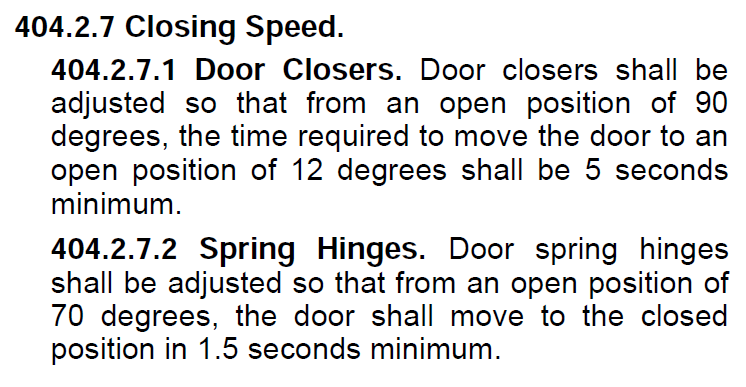 404.2.7 Closing Speed.
404.2.7.1 Door Closers. Door closers shall be
adjusted so that from an open position of 90
degrees, the time required to move the door to an
open position of 12 degrees shall be 5 seconds
minimum.
404.2.7.2 Spring Hinges. Door spring hinges
shall be adjusted so that from an open position of
70 degrees, the door shall move to the closed
position in 1.5 seconds minimum.